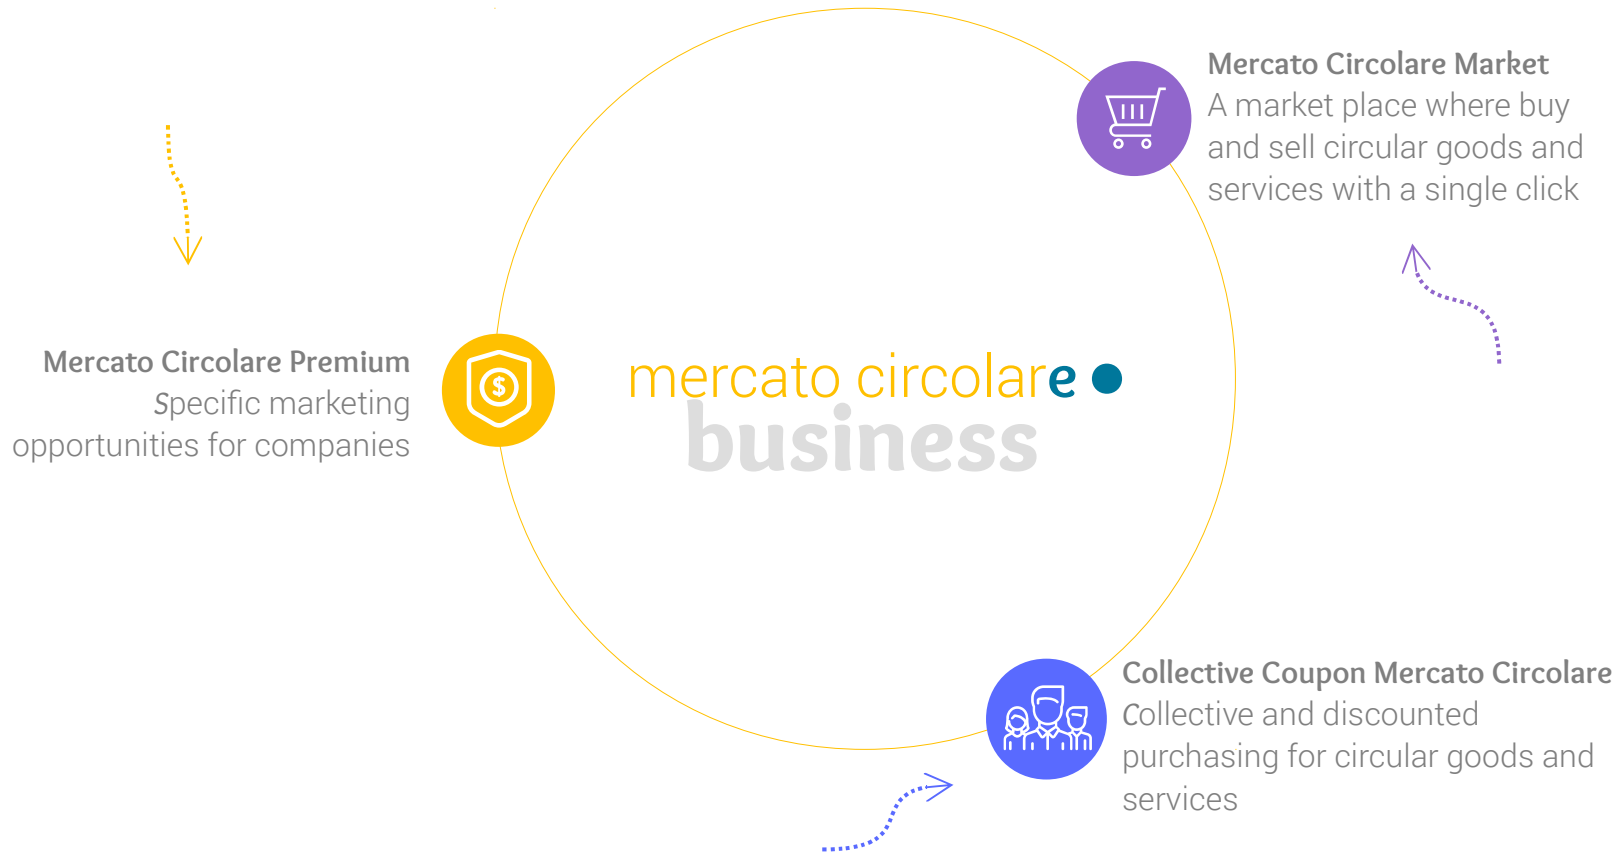 Mercato Circolare Market
A market place where buy
and sell circular goods and
services with a single click
Mercato Circolare Premium
Specific marketing
opportunities for companies
$
mercato circolare
business
Collective Coupon Mercato Circolare
Collective and discounted
purchasing for circular goods and
services